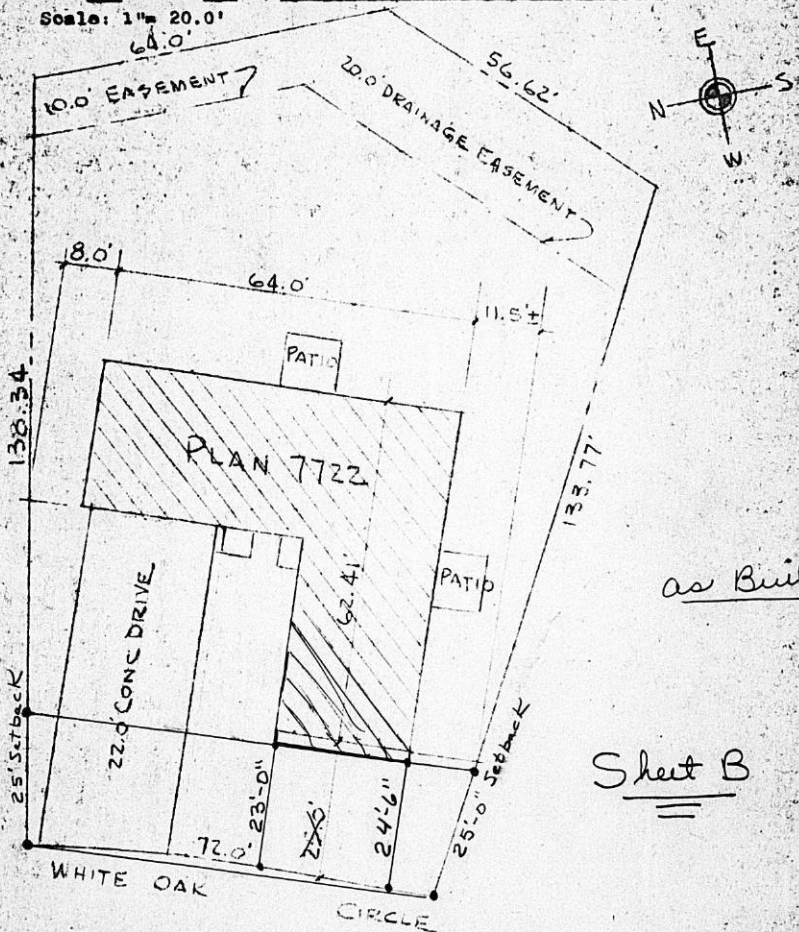 Scale: 1"= 20.0'
64.0'
10.0' EASEMENT
20.0' DRAINAGE EASEMENT
56.62'
E
N
S
W
8.0'
64.0'
11.5'±
PATIO
138.34
PLAN 7722
133.77'
62.41'
PATIO
as Buil
22.0' CONC DRIVE
25' Setback
25'-0" Setback
Sheet B
72.0'
23'-0"
24'-6"
WHITE OAK
CIRCLE